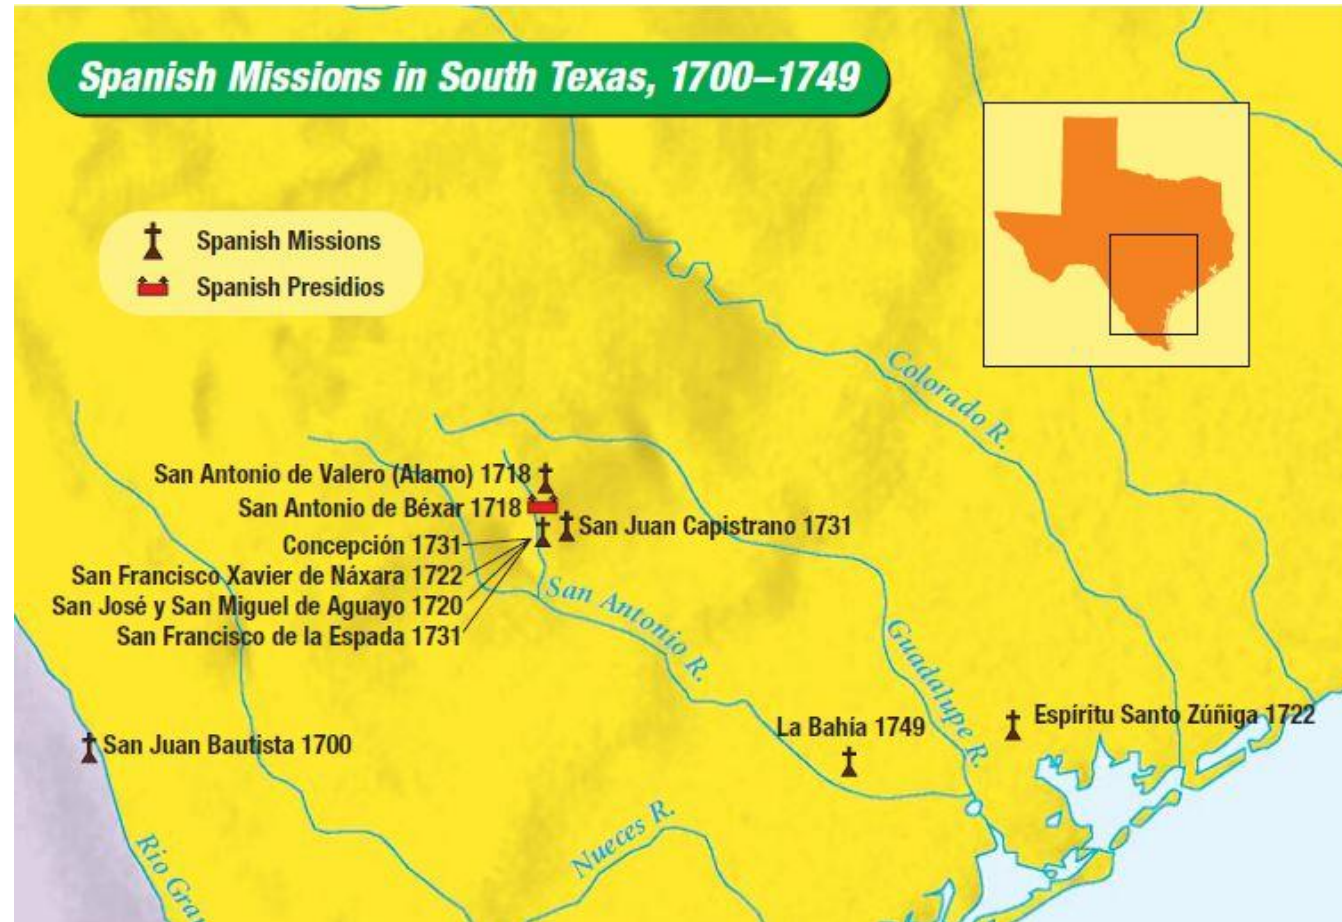 Spanish Missions in South Texas, 1700–1749
Spanish Missions
Spanish Presidios
Colorado R.
San Antonio de Valero (Alamo) 1718
San Antonio de Béxar 1718
San Juan Capistrano 1731
Concepción 1731
San Francisco Xavier de Náxara 1722
San José y San Miguel de Aguayo 1720
San Francisco de la Espada 1731
San Antonio R.
Guadalupe R.
Espíritu Santo Zúñiga 1722
La Bahía 1749
San Juan Bautista 1700
Nueces R.
Rio Gra